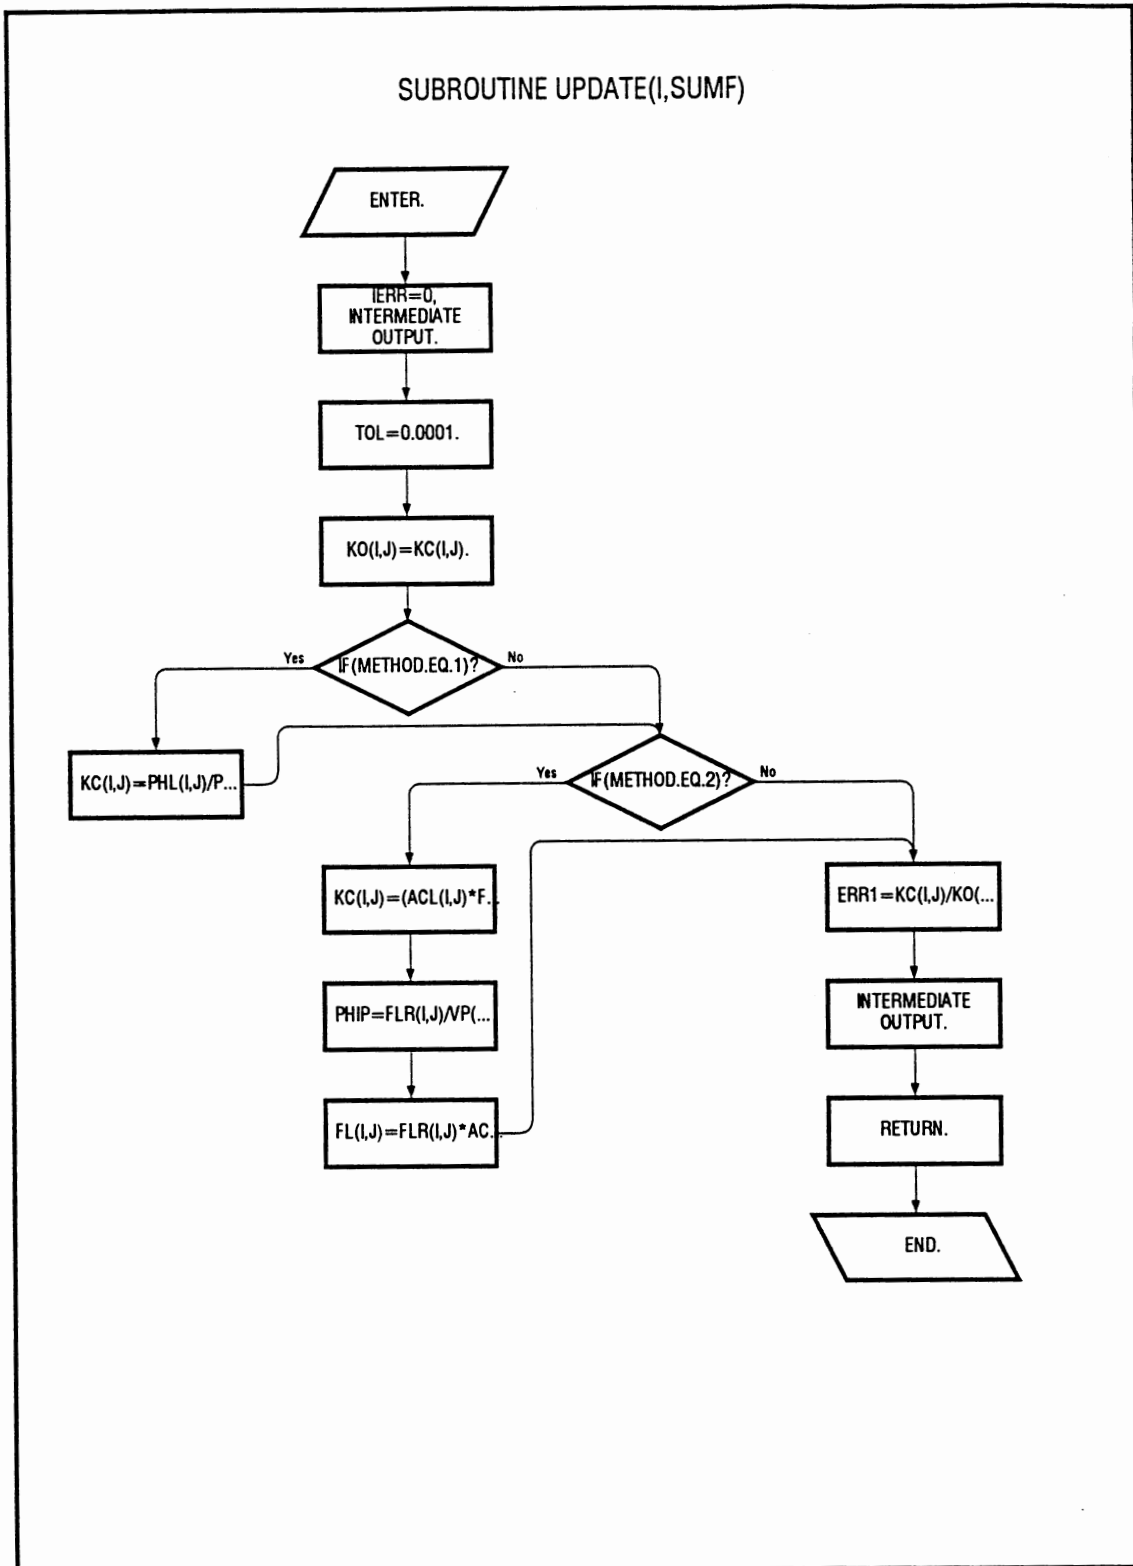 SUBROUTINE UPDATE(I,SUMF)
ENTER.
IERR=0,
INTERMEDIATE
OUTPUT.
TOL=0.0001.
KO(I,J)=KC(I,J).
Yes
IF(METHOD.EQ.1)?
No
KC(I,J)=PHL(I,J)/P...
Yes
IF(METHOD.EQ.2)?
No
KC(I,J)=(ACL(I,J)*F...
ERR1=KC(I,J)/KO(...
PHIP=FLR(I,J)/VP(...
INTERMEDIATE
OUTPUT.
FL(I,J)=FLR(I,J)*AC...
RETURN.
END.